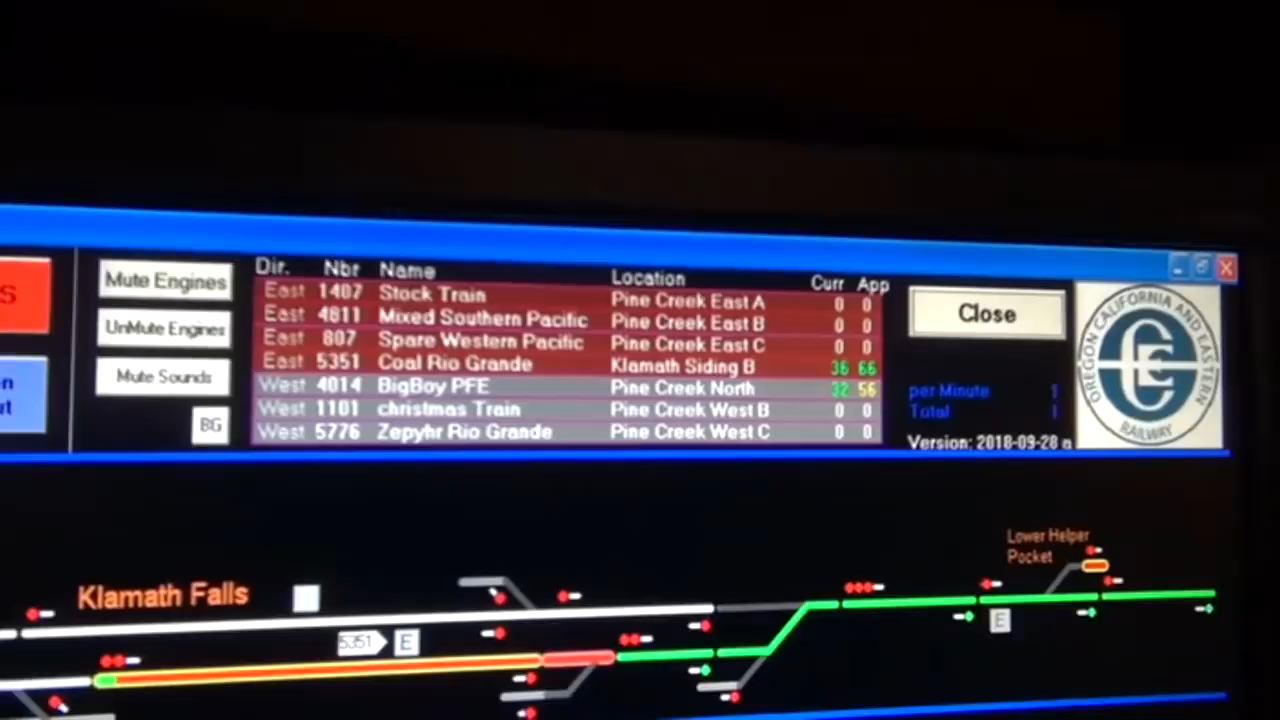 S
Mute Engines
UnMute Engines
Mute Sounds
BG
Dir. Nbr Name Location Curr App
East 1407 Stock Train Pine Creek East A 0 0
East 4811 Mixed Southern Pacific Pine Creek East B 0 0
East 807 Spare Western Pacific Pine Creek East C 0 0
East 5351 Coal Rio Grande Klamath Siding B 36 66
West 4014 BigBoy PFE Pine Creek North 32 56
West 1101 christmas Train Pine Creek West B 0 0
West 5776 Zepyhr Rio Grande Pine Creek West C 0 0
Close
per Minute 1
Total 1
Version: 2018-09-28 a
OREGON CALIFORNIA AND EASTERN
CE
RAILWAY
n
ut
Lower Helper
Pocket
Klamath Falls
5351 E
E